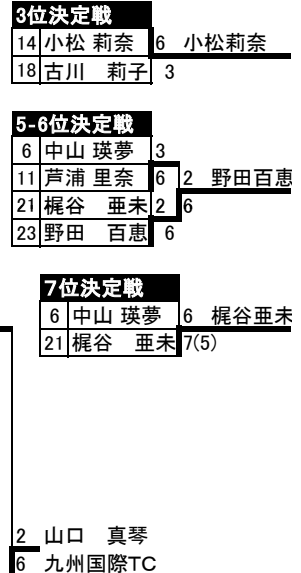 3位決定戦
14 小松 莉奈 6 小松莉奈
18 古川 莉子 3
5-6位決定戦
6 中山 瑛夢 3
11 芦浦 里奈 6 2 野田百恵
21 梶谷 亜未 2 6
23 野田 百恵 6
7位決定戦
6 中山 瑛夢 6 梶谷亜未
21 梶谷 亜未 7(5)
2 山口 真琴
6 九州国際TC